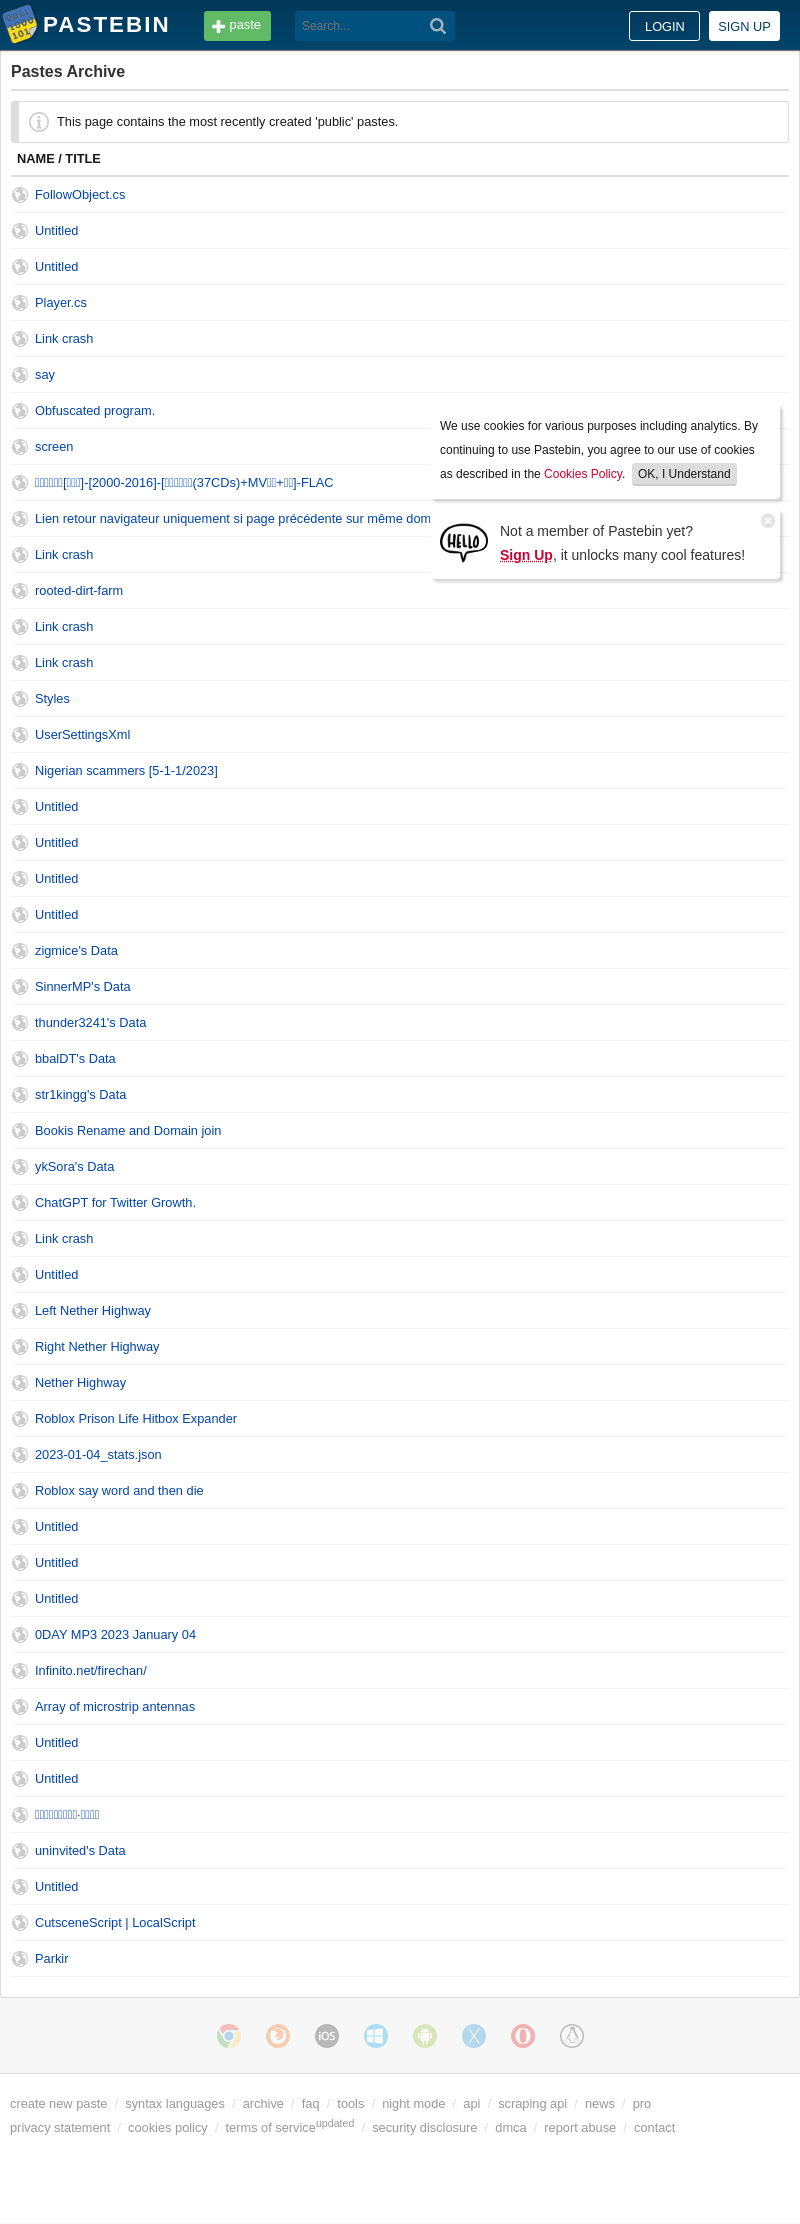 PASTEBIN
paste
Search...
LOGIN
SIGN UP
Pastes Archive
This page contains the most recently created 'public' pastes.
NAME / TITLE
FollowObject.cs
Untitled
Untitled
Player.cs
Link crash
say
Obfuscated program.
We use cookies for various purposes including analytics. By
continuing to use Pastebin, you agree to our use of cookies
as described in the Cookies Policy. OK, I Understand
screen
[]-[2000-2016]-[(37CDs)+MV+]-FLAC
Lien retour navigateur uniquement si page précédente sur même dom
HELLO
Not a member of Pastebin yet?
Sign Up, it unlocks many cool features!
Link crash
rooted-dirt-farm
Link crash
Link crash
Styles
UserSettingsXml
Nigerian scammers [5-1-1/2023]
Untitled
Untitled
Untitled
Untitled
zigmice's Data
SinnerMP's Data
thunder3241's Data
bbalDT's Data
str1kingg's Data
Bookis Rename and Domain join
ykSora's Data
ChatGPT for Twitter Growth.
Link crash
Untitled
Left Nether Highway
Right Nether Highway
Nether Highway
Roblox Prison Life Hitbox Expander
2023-01-04_stats.json
Roblox say word and then die
Untitled
Untitled
Untitled
0DAY MP3 2023 January 04
Infinito.net/firechan/
Array of microstrip antennas
Untitled
Untitled
uninvited's Data
Untitled
CutsceneScript | LocalScript
Parkir
iOS
create new paste / syntax languages / archive / faq / tools / night mode / api / scraping api / news / pro
privacy statement / cookies policy / terms of service updated / security disclosure / dmca / report abuse / contact